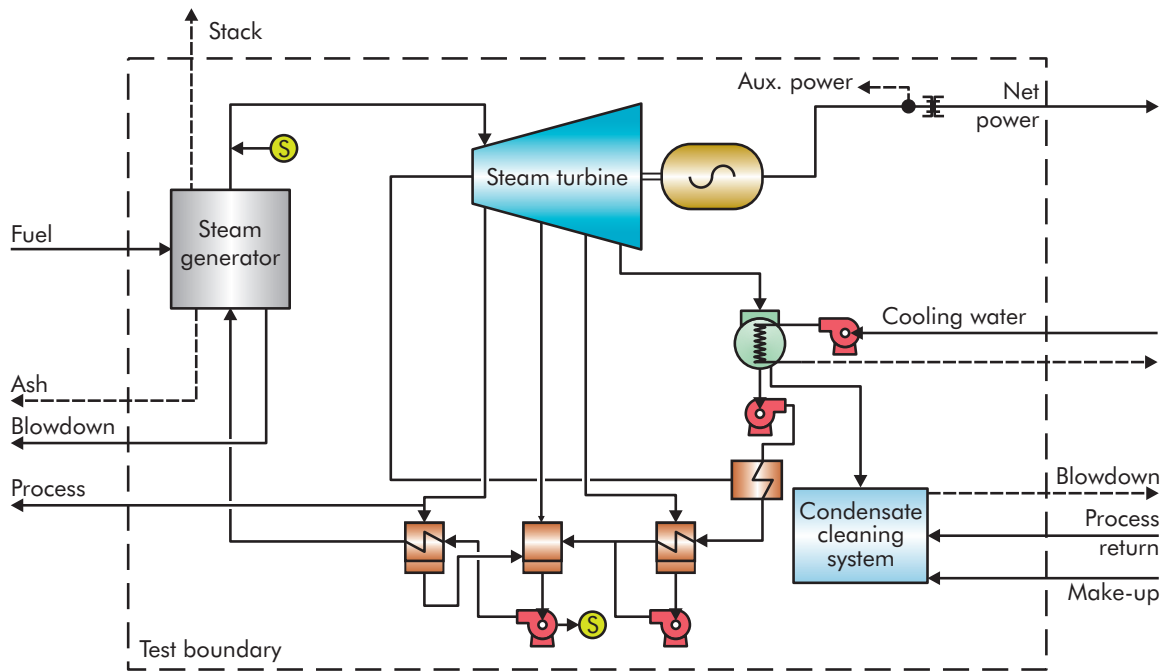 Stack
Aux. power
Net
power
S
Steam turbine
Steam
generator
Fuel
Cooling water
Ash
Blowdown
Process
Condensate
cleaning
system
Blowdown
Process
return
Make-up
S
Test boundary